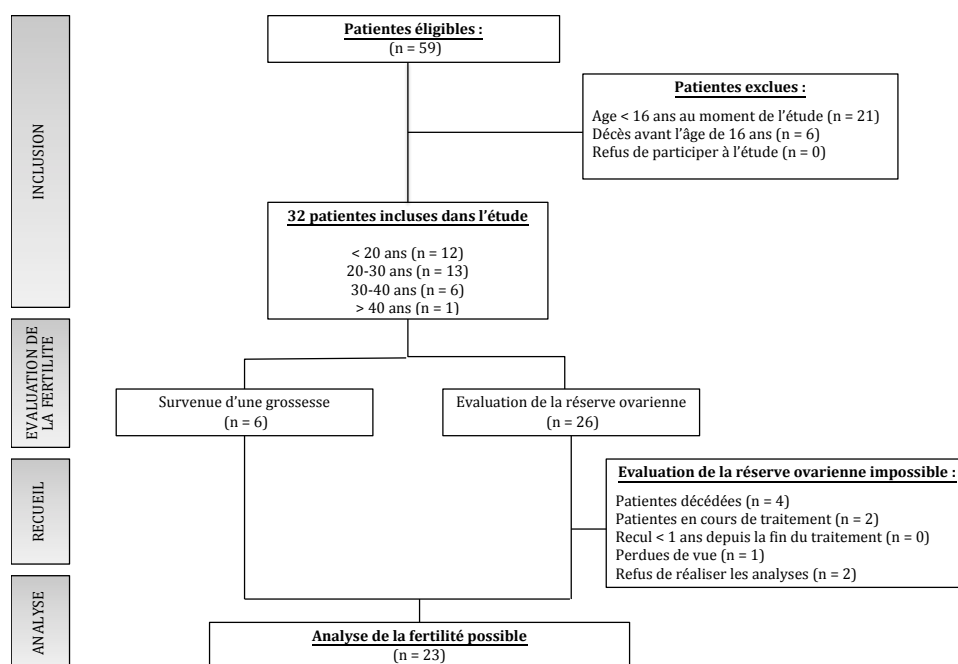 INCLUSION
Patientes éligibles :
(n = 59)
Patientes exclues :
Age < 16 ans au moment de l'étude (n = 21)
Décès avant l'âge de 16 ans (n = 6)
Refus de participer à l'étude (n = 0)
32 patientes incluses dans l'étude
< 20 ans (n = 12)
20-30 ans (n = 13)
30-40 ans (n = 6)
> 40 ans (n = 1)
EVALUATION DE
LA FERTILITE
Survenue d'une grossesse
(n = 6)
Evaluation de la réserve ovarienne
(n = 26)
RECUEIL
Evaluation de la réserve ovarienne impossible :
Patientes décédées (n = 4)
Patientes en cours de traitement (n = 2)
Recul < 1 ans depuis la fin du traitement (n = 0)
Perdues de vue (n = 1)
Refus de réaliser les analyses (n = 2)
ANALYSE
Analyse de la fertilité possible
(n = 23)